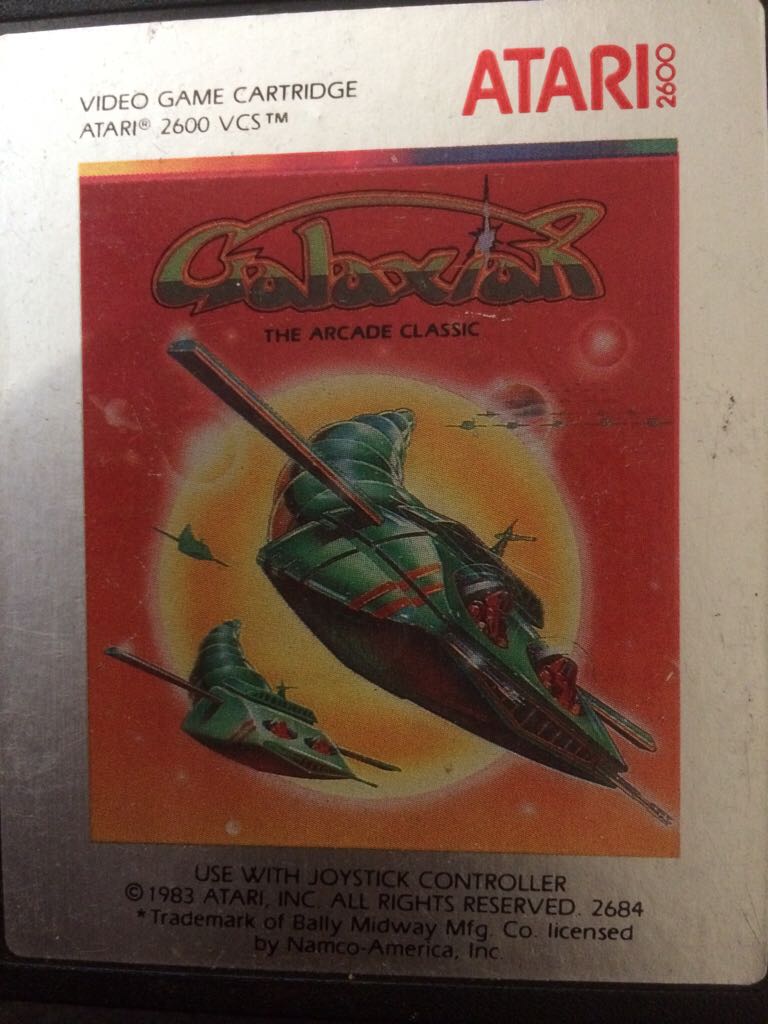 VIDEO GAME CARTRIDGE
ATARI® 2600 VCS™
ATARI 2600
Galaxian
THE ARCADE CLASSIC
USE WITH JOYSTICK CONTROLLER
© 1983 ATARI, INC. ALL RIGHTS RESERVED. 2684
*Trademark of Bally Midway Mfg. Co. licensed
by Namco-America, Inc.